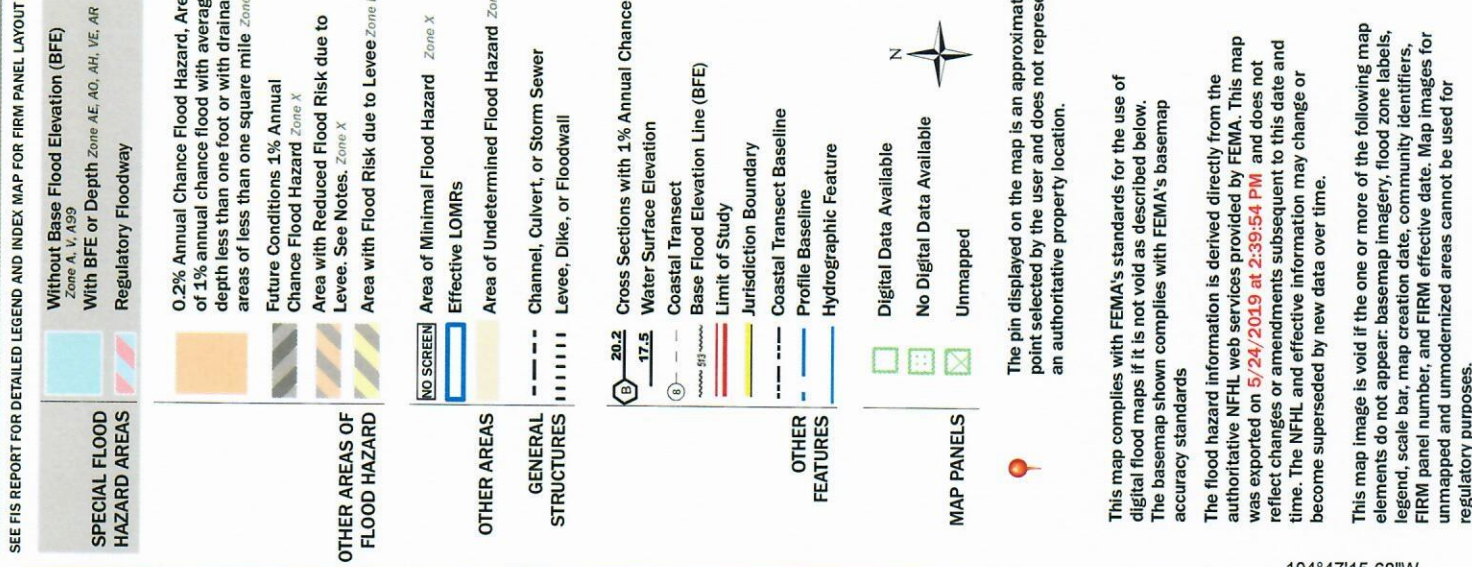 SEE FIS REPORT FOR DETAILED LEGEND AND INDEX MAP FOR FIRM PANEL LAYOUT
SPECIAL FLOOD
HAZARD AREAS
Without Base Flood Elevation (BFE)
Zone A, V, A99
With BFE or Depth Zone AE, AO, AH, VE, AR
Regulatory Floodway
OTHER AREAS OF
FLOOD HAZARD
0.2% Annual Chance Flood Hazard, Are
of 1% annual chance flood with averag
depth less than one foot or with draina
areas of less than one square mile Zone
Future Conditions 1% Annual
Chance Flood Hazard Zone X
Area with Reduced Flood Risk due to
Levee. See Notes. Zone X
Area with Flood Risk due to Levee Zone
OTHER AREAS
NO SCREEN Area of Minimal Flood Hazard Zone X
Effective LOMRs
Area of Undetermined Flood Hazard Zon
GENERAL
STRUCTURES
Channel, Culvert, or Storm Sewer
Levee, Dike, or Floodwall
B 20.2 Cross Sections with 1% Annual Chance
17.5 Water Surface Elevation
8 Coastal Transect
513 Base Flood Elevation Line (BFE)
Limit of Study
Jurisdiction Boundary
Coastal Transect Baseline
OTHER
FEATURES
Profile Baseline
Hydrographic Feature
MAP PANELS
Digital Data Available
No Digital Data Available
Unmapped
N
The pin displayed on the map is an approximat
point selected by the user and does not represe
an authoritative property location.
This map complies with FEMA's standards for the use of
digital flood maps if it is not void as described below.
The basemap shown complies with FEMA's basemap
accuracy standards
The flood hazard information is derived directly from the
authoritative NFHL web services provided by FEMA. This map
was exported on 5/24/2019 at 2:39:54 PM and does not
reflect changes or amendments subsequent to this date and
time. The NFHL and effective information may change or
become superseded by new data over time.
This map image is void if the one or more of the following map
elements do not appear: basemap imagery, flood zone labels,
legend, scale bar, map creation date, community identifiers,
FIRM panel number, and FIRM effective date. Map images for
unmapped and unmodernized areas cannot be used for
regulatory purposes.